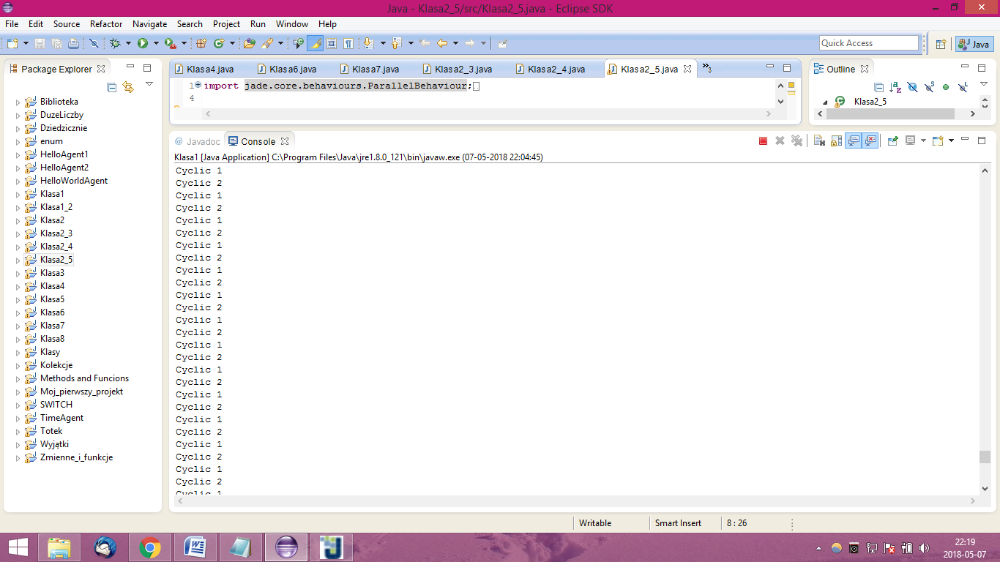 Java - Klasa2_5/src/Klasa2_5.java - Eclipse SDK
File Edit Source Refactor Navigate Search Project Run Window Help
Quick Access
Java
Package Explorer
Biblioteka
DuzeLiczby
Dziedzicznie
enum
HelloAgent1
HelloAgent2
HelloWorldAgent
Klasa1
Klasa1_2
Klasa2
Klasa2_3
Klasa2_4
Klasa2_5
Klasa3
Klasa4
Klasa5
Klasa6
Klasa7
Klasa8
Klasy
Kolekcje
Methods and Funcions
Moj_pierwszy_projekt
SWITCH
TimeAgent
Totek
Wyjątki
Zmienne_i_funkcje
Klasa4.java Klasa6.java Klasa7.java Klasa2_3.java Klasa2_4.java Klasa2_5.java »3
1 import jade.core.behaviours.ParallelBehaviour;
4
Outline
Klasa2_5
@ Javadoc Console
Klasa1 [Java Application] C:\Program Files\Java\jre1.8.0_121\bin\javaw.exe (07-05-2018 22:04:45)
Cyclic 1
Cyclic 2
Cyclic 1
Cyclic 2
Cyclic 1
Cyclic 2
Cyclic 1
Cyclic 2
Cyclic 1
Cyclic 2
Cyclic 1
Cyclic 2
Cyclic 1
Cyclic 2
Cyclic 1
Cyclic 2
Cyclic 1
Cyclic 2
Cyclic 1
Cyclic 2
Cyclic 1
Cyclic 2
Cyclic 1
Cyclic 2
Cyclic 1
Cyclic 2
Cyclic 1
Writable Smart Insert 8 : 26
22:19
2018-05-07